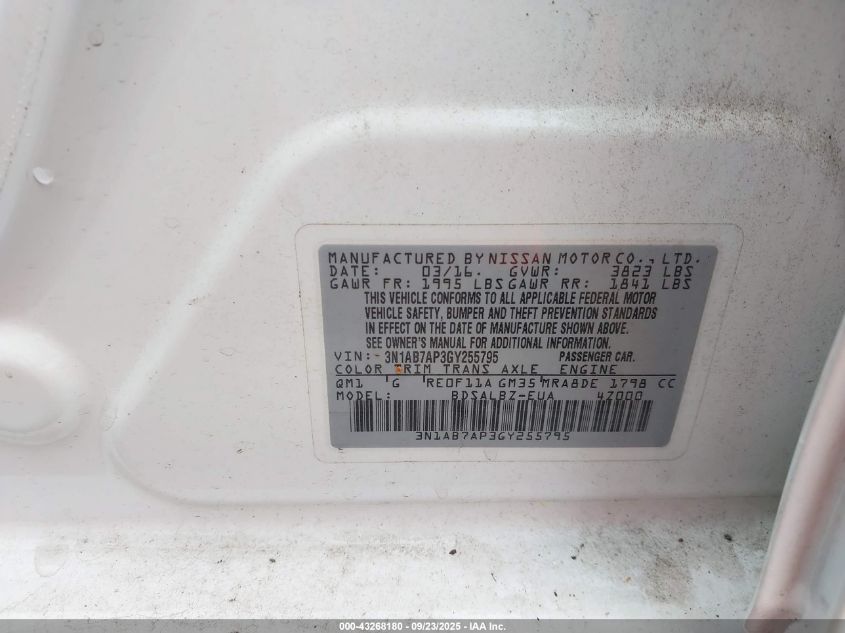 MANUFACTURED BY NISSAN MOTOR CO., LTD.
DATE: 03/16. GVWR: 3823 LBS
GAWR FR: 1995 LBS GAWR RR: 1841 LBS
THIS VEHICLE CONFORMS TO ALL APPLICABLE FEDERAL MOTOR
VEHICLE SAFETY, BUMPER AND THEFT PREVENTION STANDARDS
IN EFFECT ON THE DATE OF MANUFACTURE SHOWN ABOVE.
SEE OWNER'S MANUAL FOR ADDITIONAL INFORMATION.
VIN: 3N1AB7AP3GY255795 PASSENGER CAR.
COLOR TRIM TRANS AXLE ENGINE
QM1 G RE0F11A GM35 MRA8DE 1798 CC
MODEL: BDSALBZ-EUA 4Z000
3N1AB7AP3GY255795
000-43268180 - 09/23/2025 - IAA Inc.